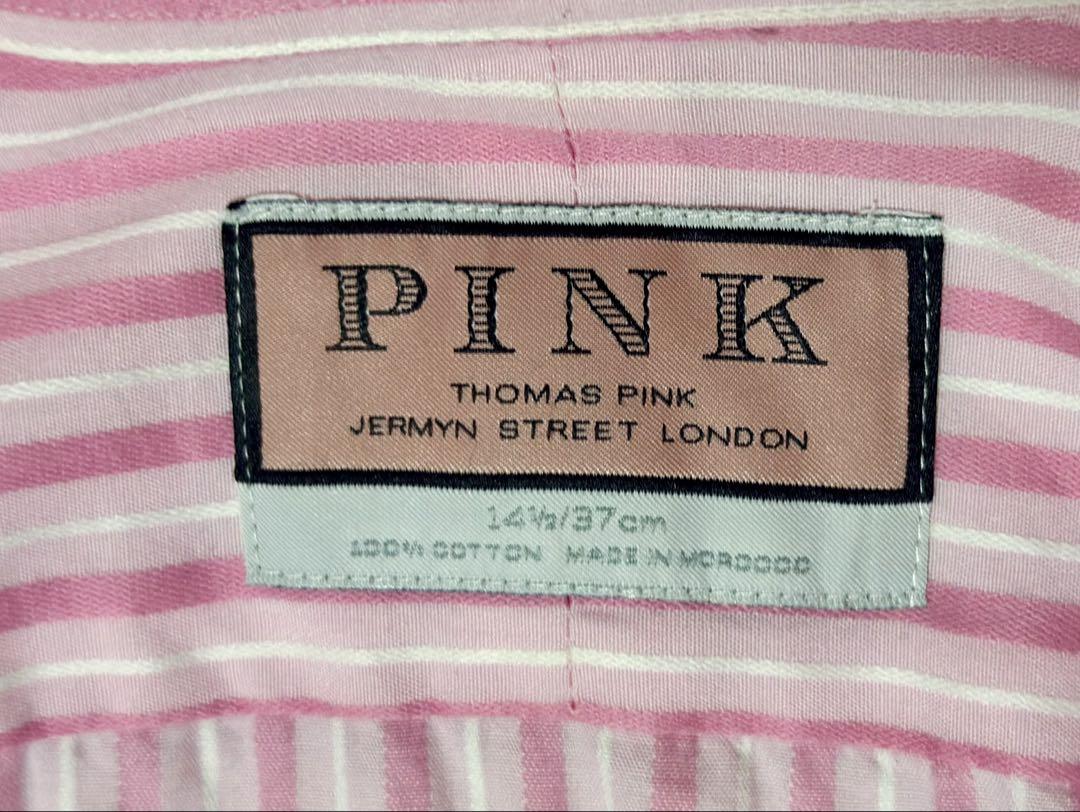 PINK
THOMAS PINK
JERMYN STREET LONDON
14½/37cm
100% COTTON MADE IN MOROCCO